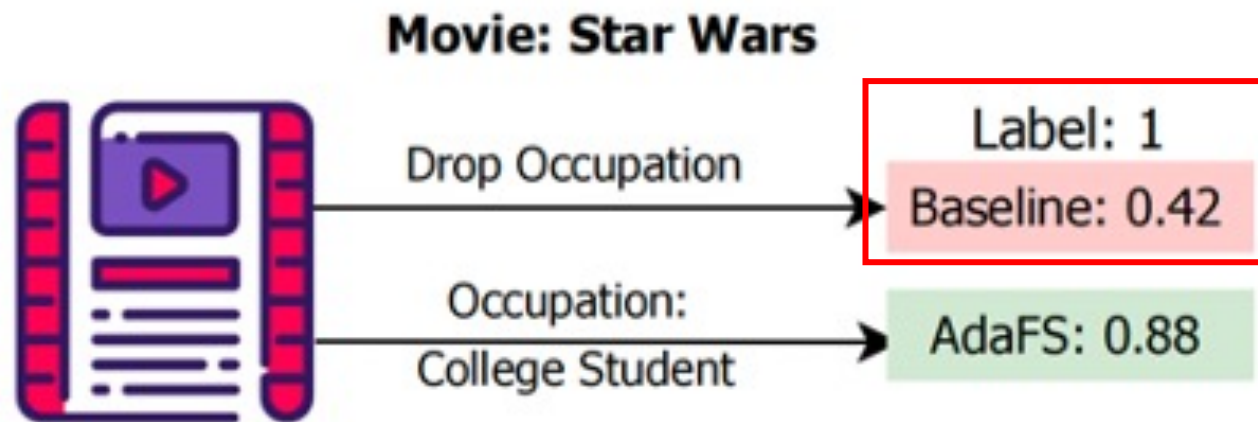 Movie: Star Wars
Label: 1
Drop Occupation
Baseline: 0.42
Occupation:
College Student
AdaFS: 0.88